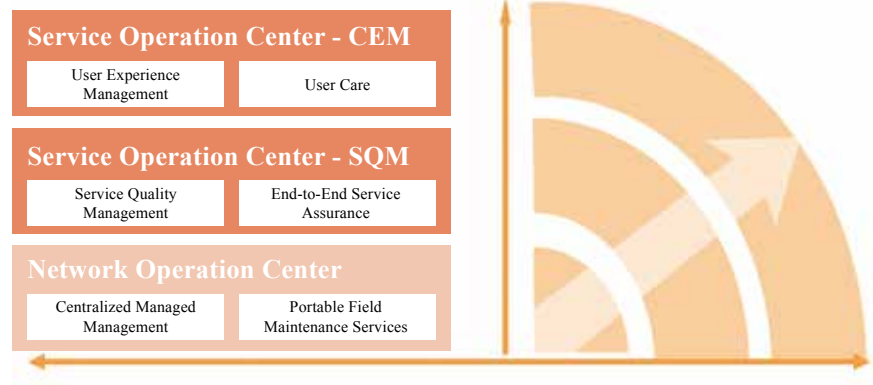 Service Operation Center - CEM
User Experience
Management
User Care
Service Operation Center - SQM
Service Quality
Management
End-to-End Service
Assurance
Network Operation Center
Centralized Managed
Management
Portable Field
Maintenance Services